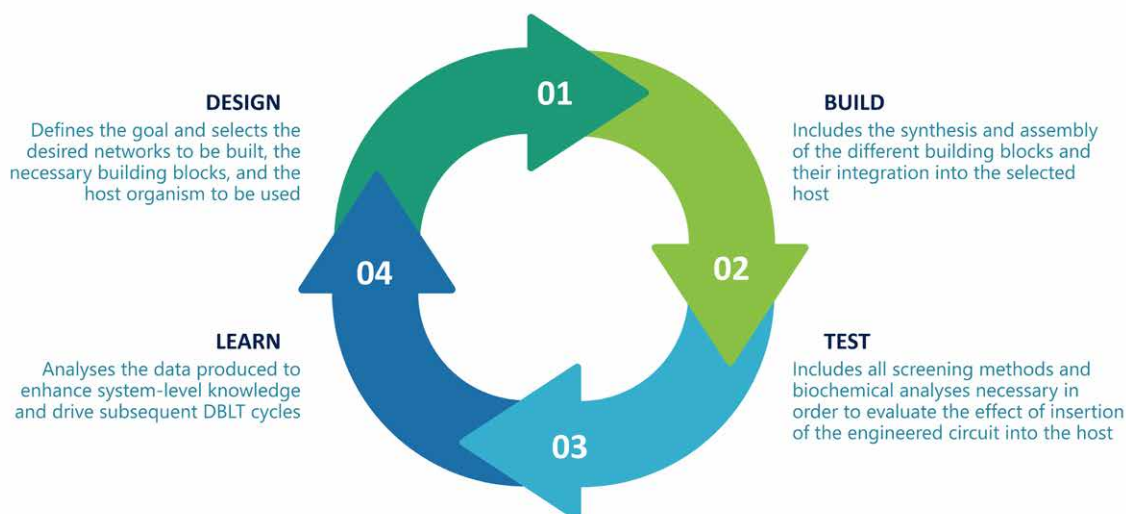 01
DESIGN
Defines the goal and selects the
desired networks to be built, the
necessary building blocks, and the
host organism to be used
BUILD
Includes the synthesis and assembly
of the different building blocks and
their integration into the selected
host
02
04
LEARN
Analyses the data produced to
enhance system-level knowledge
and drive subsequent DBLT cycles
TEST
Includes all screening methods and
biochemical analyses necessary in
order to evaluate the effect of insertion
of the engineered circuit into the host
03